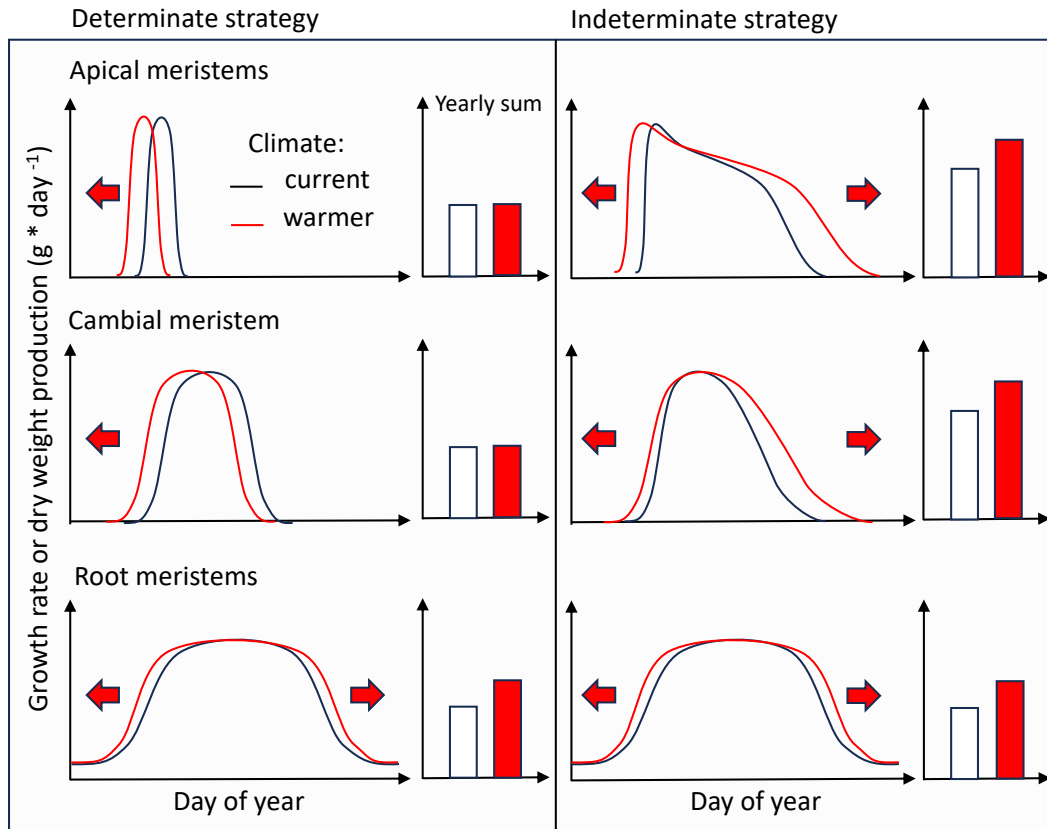 Determinate strategy
Indeterminate strategy
Apical meristems
Yearly sum
Climate:
current
warmer
Cambial meristem
Root meristems
Growth rate or dry weight production (g * day -1)
Day of year
Day of year